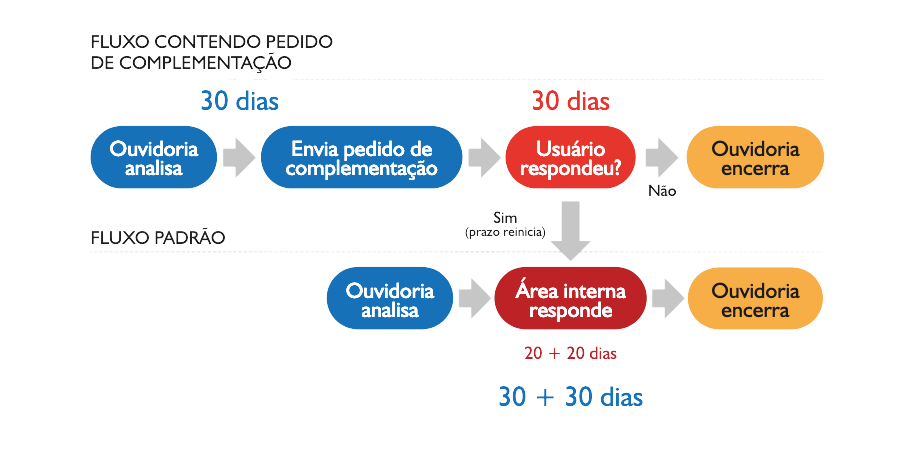 FLUXO CONTENDO PEDIDO
DE COMPLEMENTAÇÃO
30 dias
30 dias
Ouvidoria
analisa
Envia pedido de
complementação
Usuário
respondeu?
Ouvidoria
encerra
Não
Sim
(prazo reinicia)
FLUXO PADRÃO
Ouvidoria
analisa
Área interna
responde
Ouvidoria
encerra
20 + 20 dias
30 + 30 dias